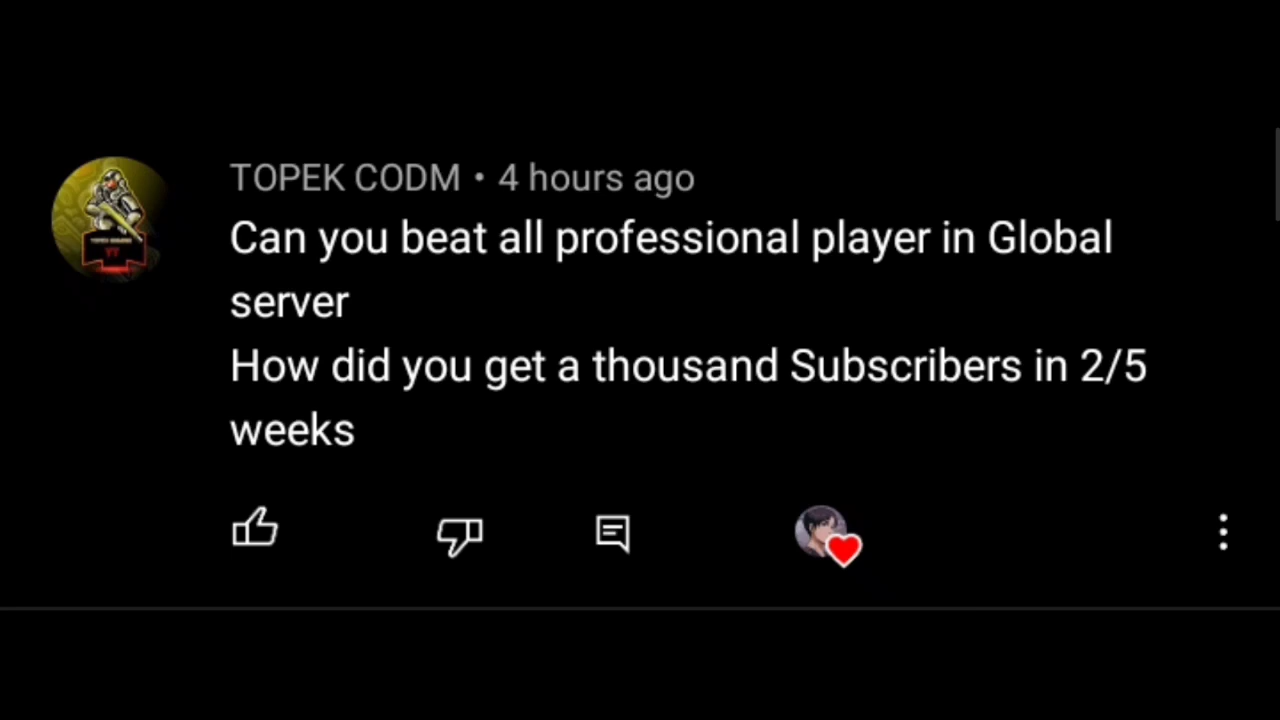 TOPEK CODM • 4 hours ago
Can you beat all professional player in Global
server
How did you get a thousand Subscribers in 2/5
weeks